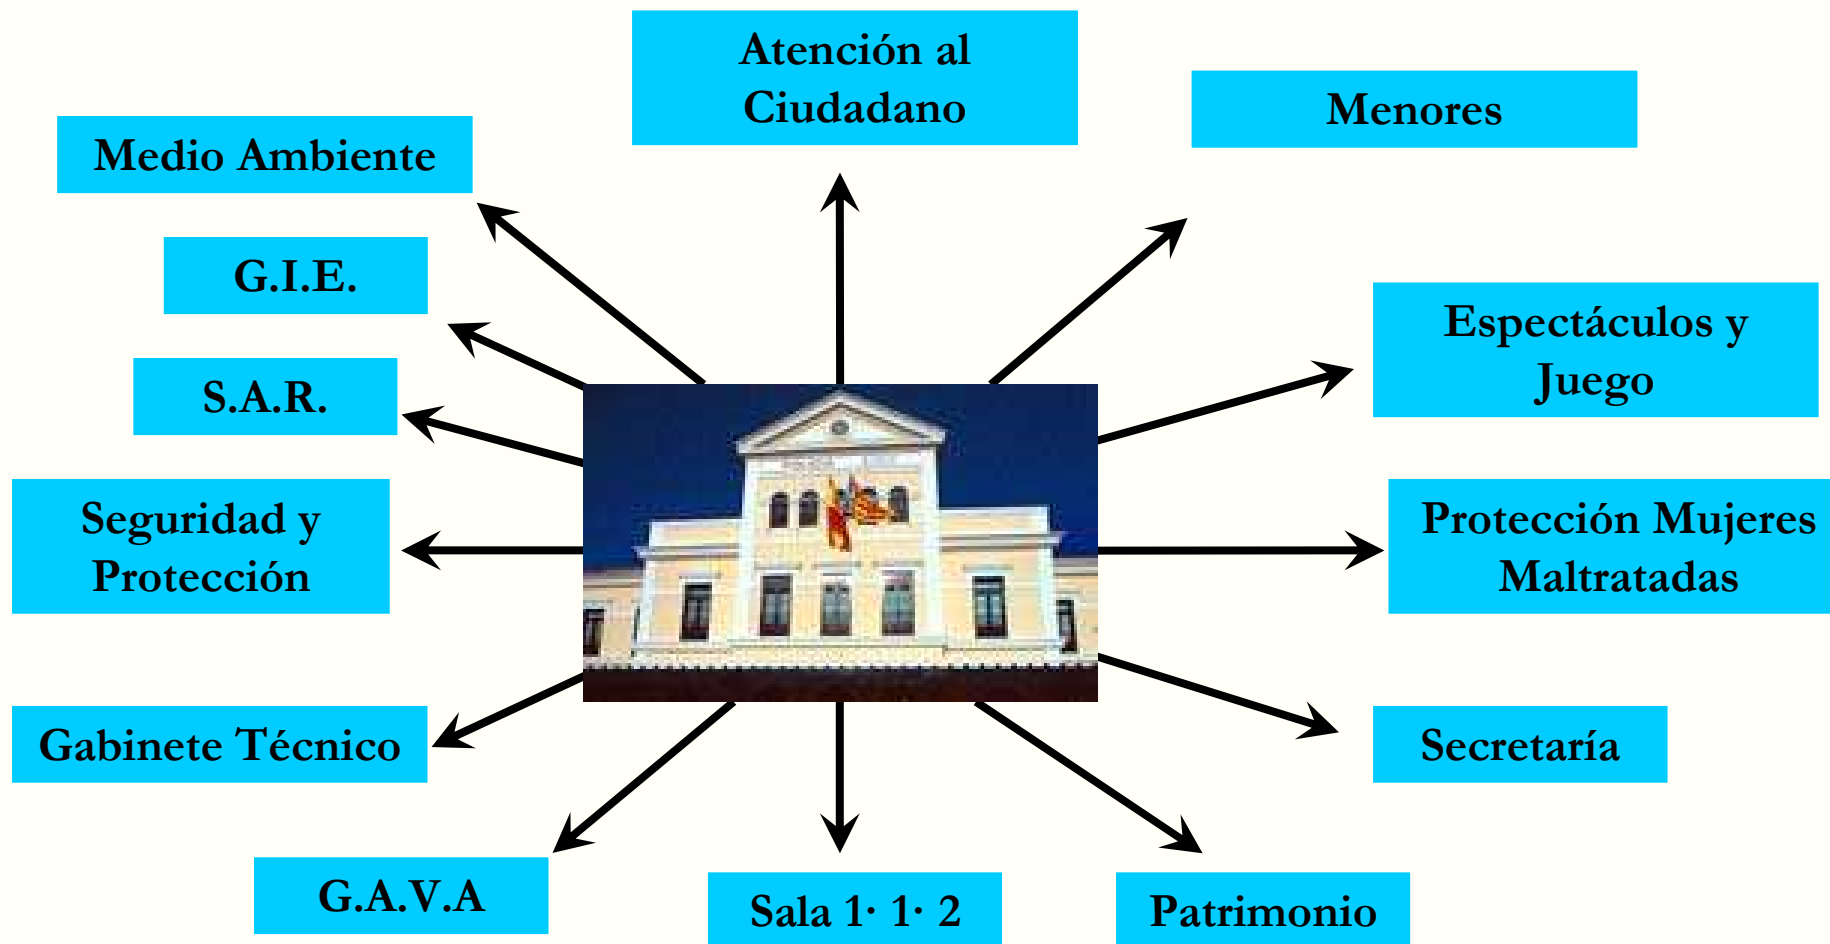 Atención al
Ciudadano
Menores
Medio Ambiente
G.I.E.
Espectáculos y
Juego
S.A.R.
Seguridad y
Protección
Protección Mujeres
Maltratadas
Gabinete Técnico
Secretaría
G.A.V.A
Sala 1· 1· 2
Patrimonio